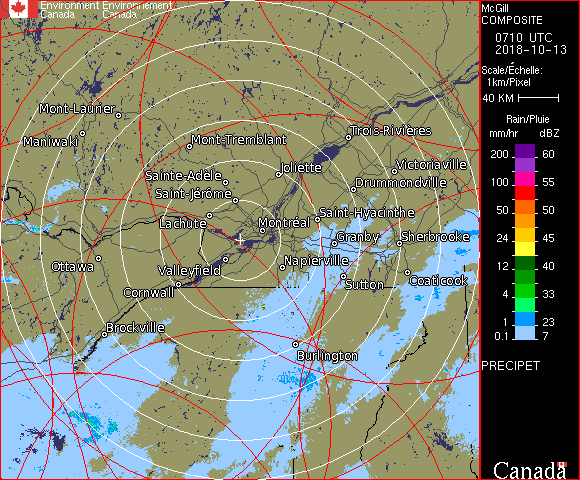 Environment Environnement
Canada Canada
McGill
COMPOSITE
0710 UTC
2018-10-13
Scale/Échelle:
1km/Pixel
40 KM
Rain/Pluie
mm/hr dBZ
200 60
100 55
50 50
24 45
12 40
4 33
1 23
0.1 7
PRECIPET
Mont-Laurier
Maniwaki
Mont-Tremblant
Trois-Rivières
Sainte-Adèle
Joliette
Victoriaville
Saint-Jérôme
Drummondville
Lachute
Montréal
Saint-Hyacinthe
Granby
Sherbrooke
Ottawa
Valleyfield
Napierville
Cornwall
Sutton
Coaticook
Brockville
Burlington
Canada